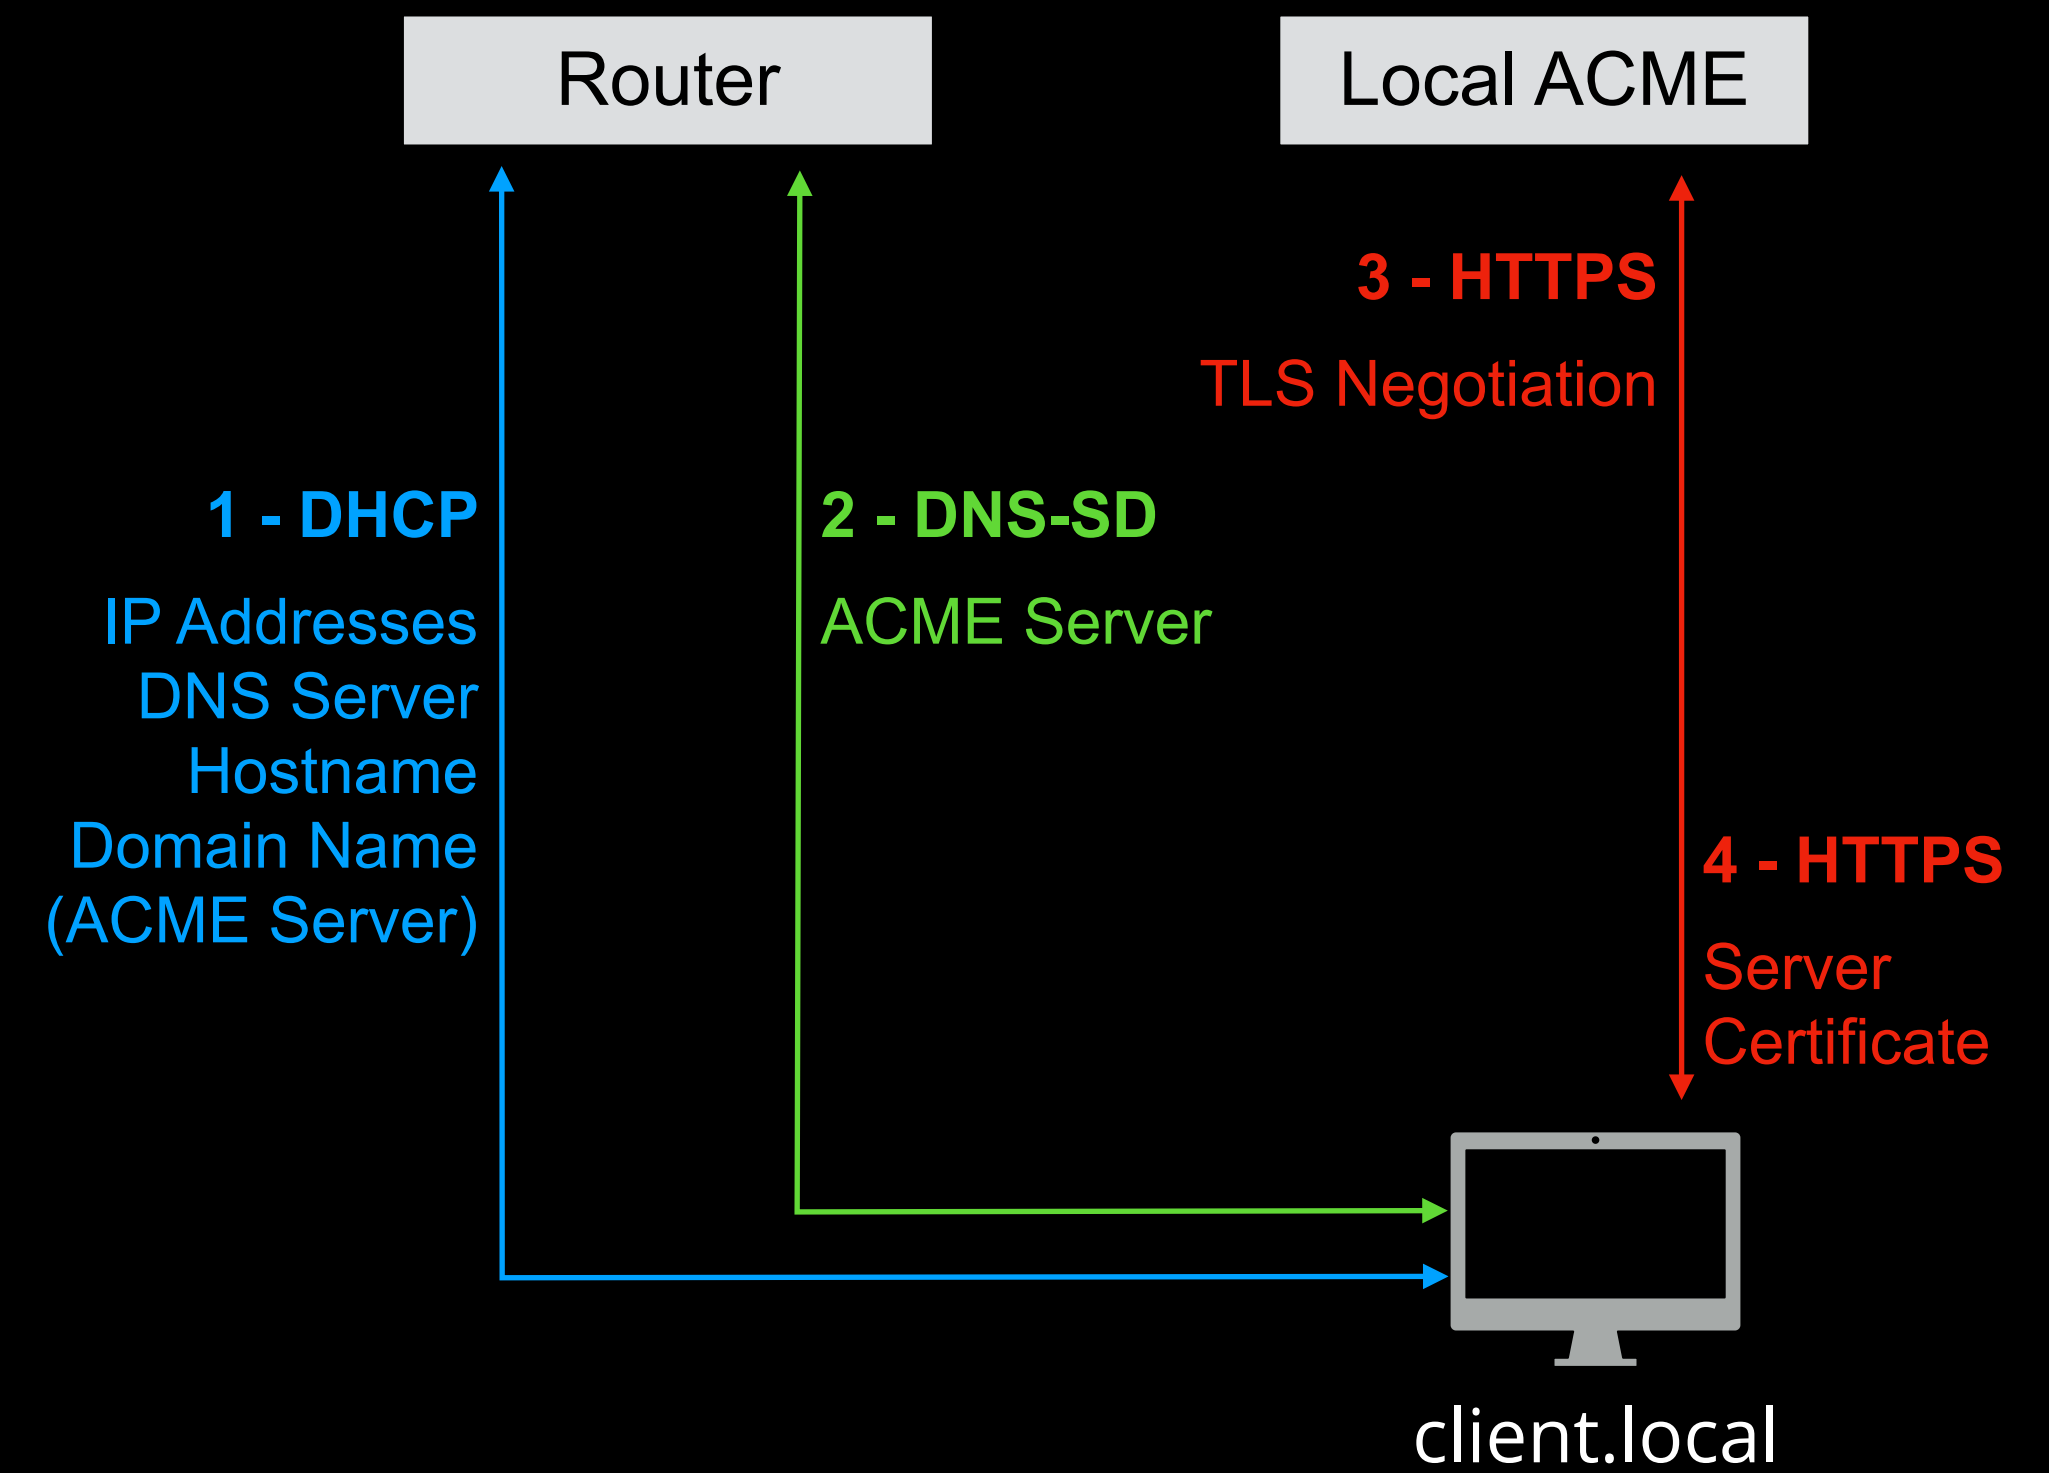 Router
Local ACME
3 - HTTPS
TLS Negotiation
1 - DHCP
IP Addresses
DNS Server
Hostname
Domain Name
(ACME Server)
2 - DNS-SD
ACME Server
4 - HTTPS
Server
Certificate
client.local